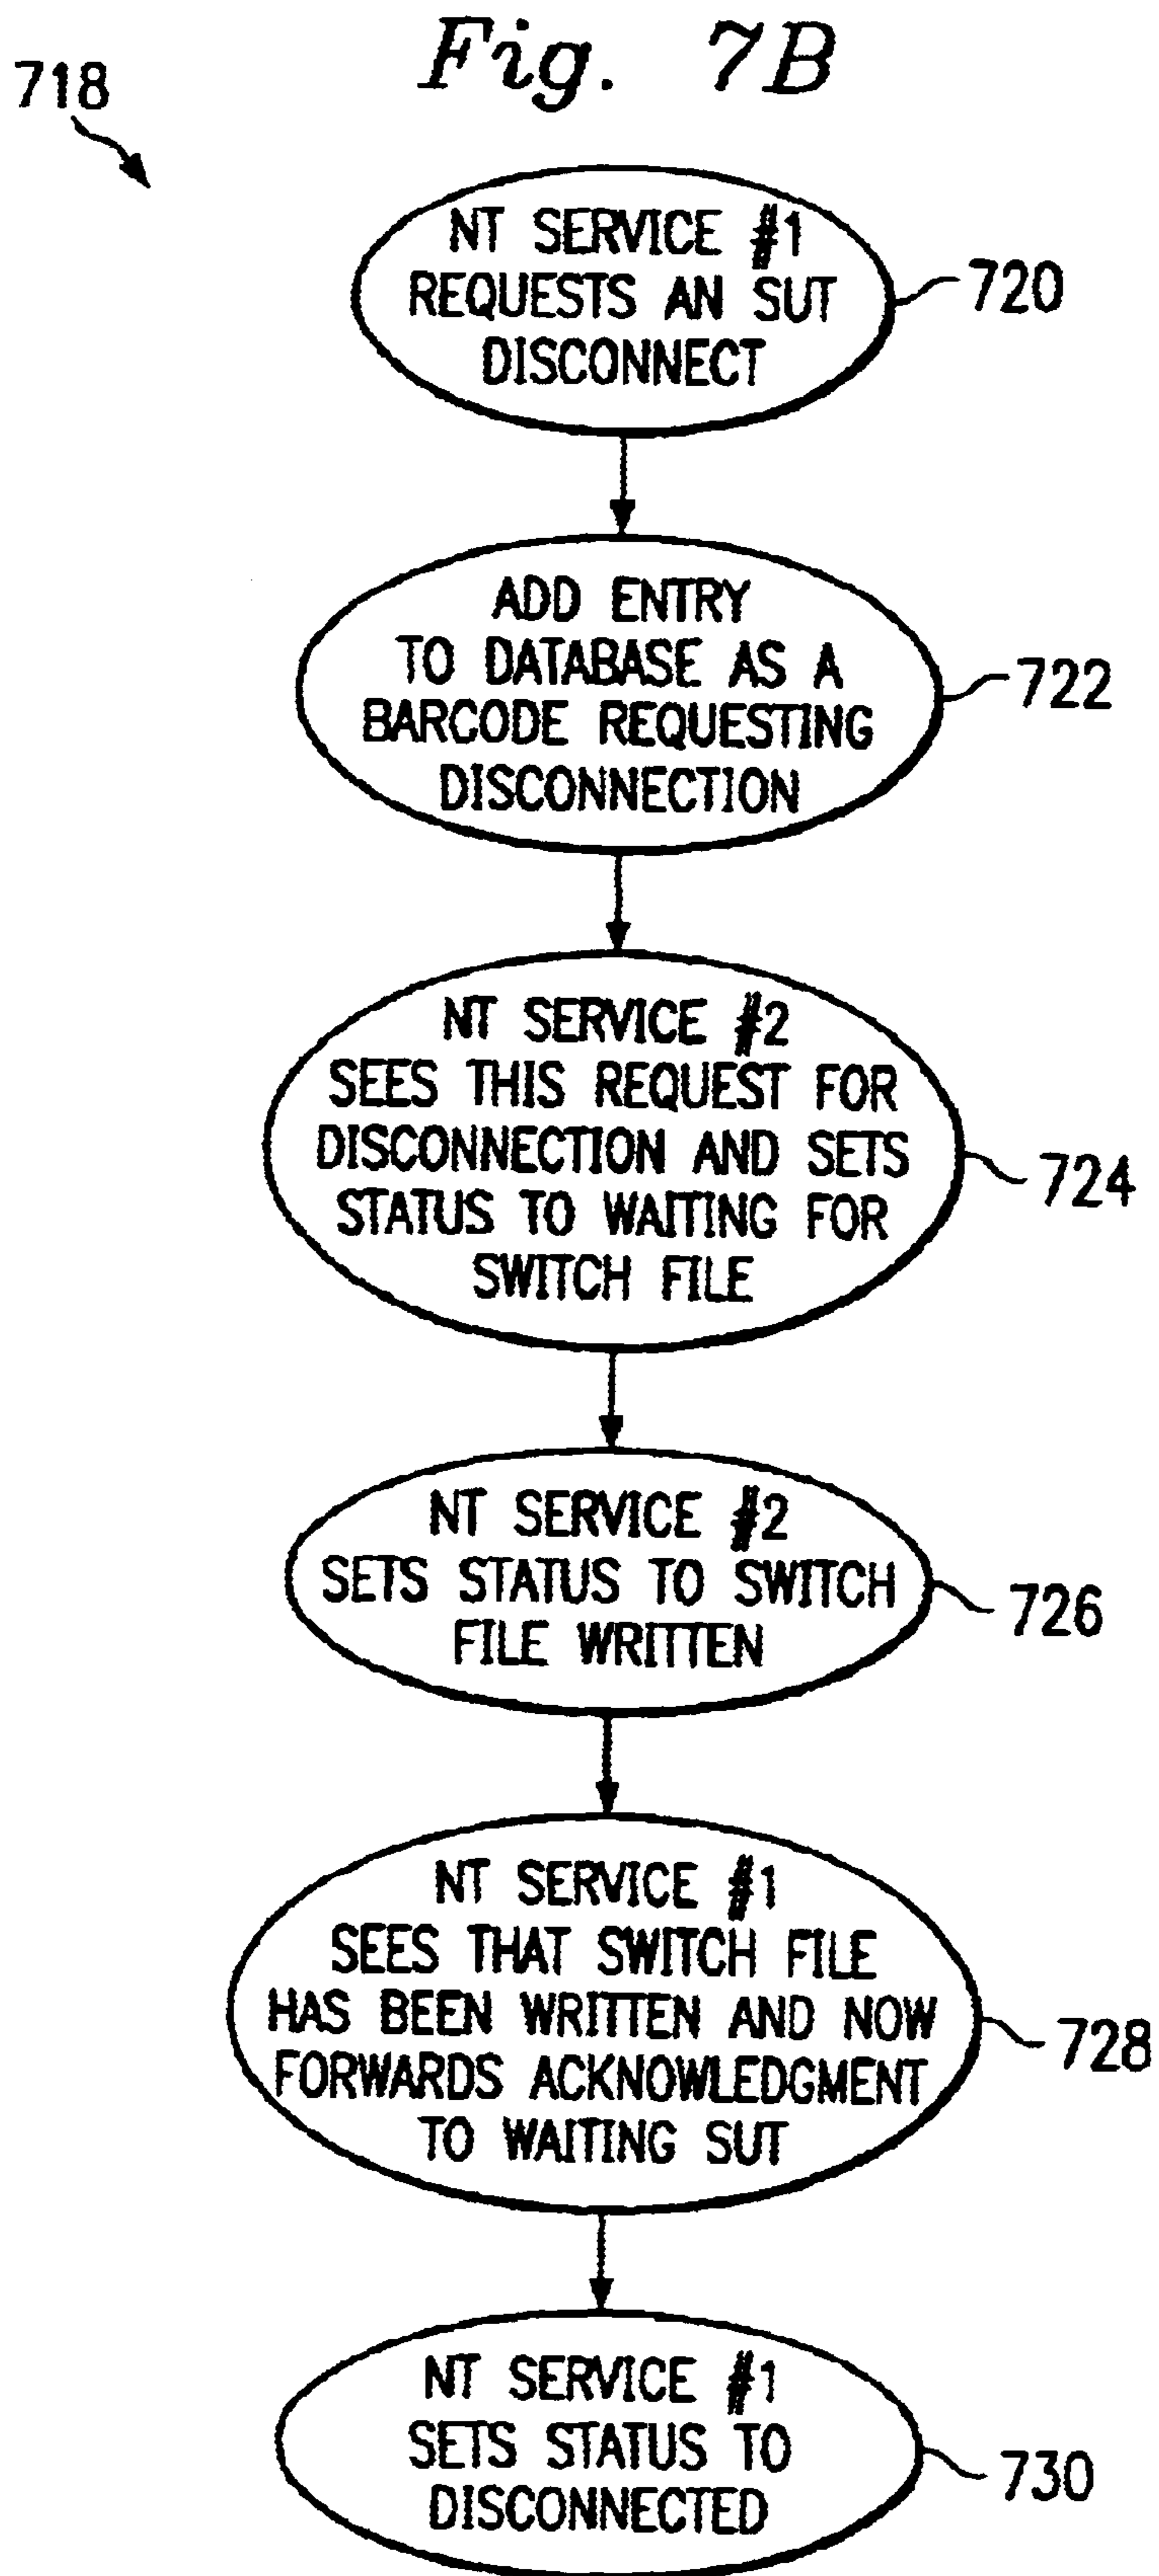 Fig. 7B
718
NT SERVICE #1
REQUESTS AN SUT
DISCONNECT
720
ADD ENTRY
TO DATABASE AS A
BARCODE REQUESTING
DISCONNECTION
722
NT SERVICE #2
SEES THIS REQUEST FOR
DISCONNECTION AND SETS
STATUS TO WAITING FOR
SWITCH FILE
724
NT SERVICE #2
SETS STATUS TO SWITCH
FILE WRITTEN
726
NT SERVICE #1
SEES THAT SWITCH FILE
HAS BEEN WRITTEN AND NOW
FORWARDS ACKNOWLEDGMENT
TO WAITING SUT
728
NT SERVICE #1
SETS STATUS TO
DISCONNECTED
730